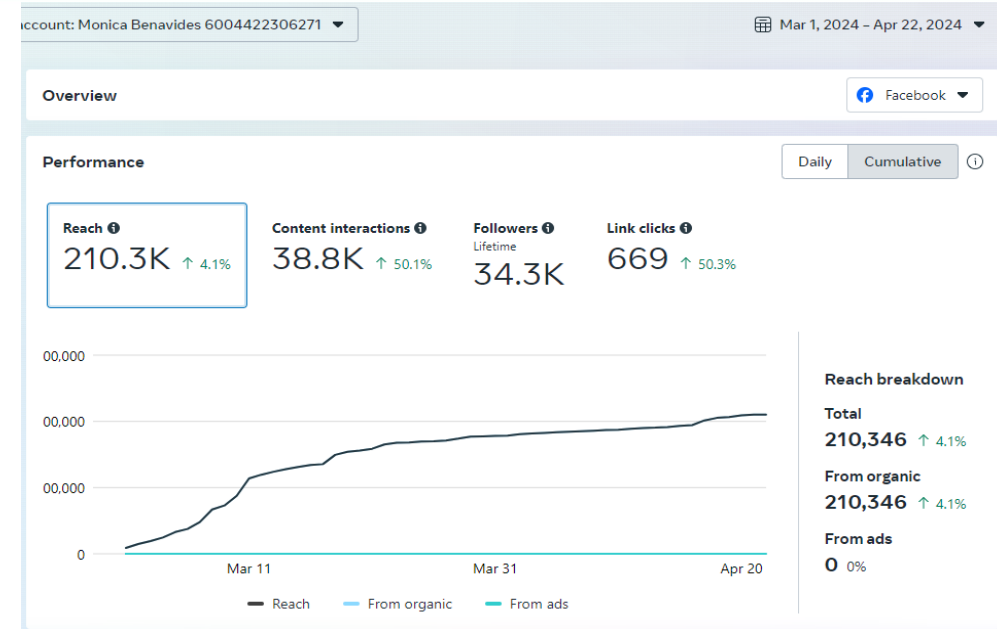 account: Monica Benavides 6004422306271
Mar 1, 2024 – Apr 22, 2024
Overview
Facebook
Performance
Daily Cumulative
Reach Content interactions Followers Link clicks
Lifetime
210.3K ↑ 4.1% 38.8K ↑ 50.1% 34.3K 669 ↑ 50.3%
00,000
00,000
00,000
0
Mar 11 Mar 31 Apr 20
Reach From organic From ads
Reach breakdown
Total
210,346 ↑ 4.1%
From organic
210,346 ↑ 4.1%
From ads
0 0%